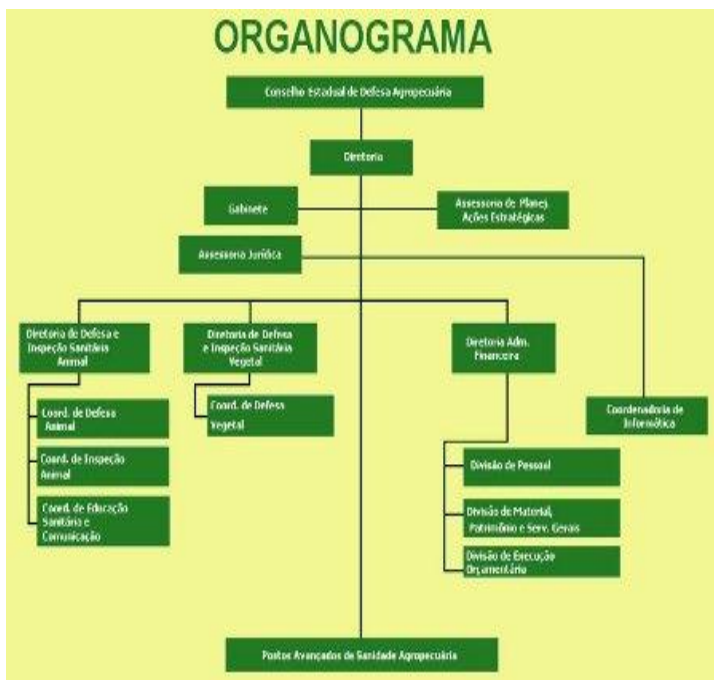 ORGANOGRAMA
Conselho Estadual de Defesa Agropecuária
Diretoria
Gabinete
Assessoria de Planej.
Ações Estratégicas
Assessoria Jurídica
Diretoria de Defesa e
Inspeção Sanitária
Animal
Diretoria de Defesa
e Inspeção Sanitária
Vegetal
Diretoria Adm.
Financeira
Coordenadoria de
Informática
Coord. de Defesa
Animal
Coord. de Inspeção
Animal
Coord. de Educação
Sanitária e
Comunicação
Coord. de Defesa
Vegetal
Divisão de Pessoal
Divisão de Material,
Patrimônio e Serv. Gerais
Divisão de Execução
Orçamentária
Postos Avançados de Sanidade Agropecuária